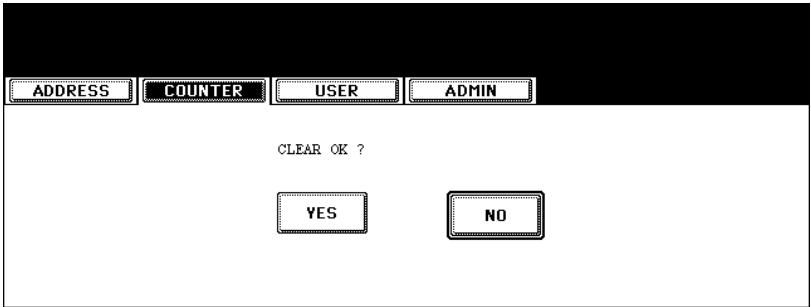 ADDRESS COUNTER USER ADMIN
CLEAR OK ?
YES NO